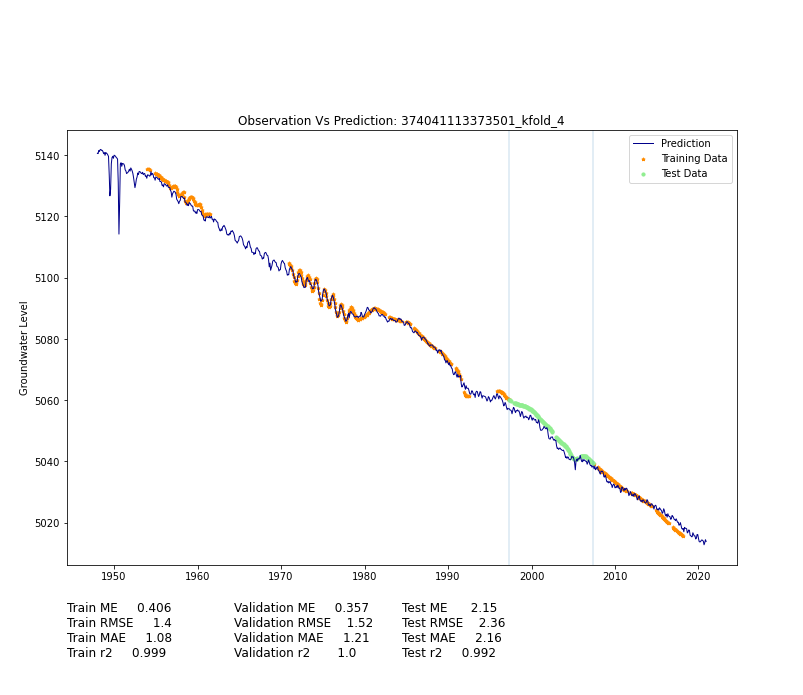 Observation Vs Prediction: 374041113373501_kfold_4
Prediction
Training Data
Test Data
Groundwater Level
5140
5120
5100
5080
5060
5040
5020
1950 1960 1970 1980 1990 2000 2010 2020
Train ME 0.406 Validation ME 0.357 Test ME 2.15
Train RMSE 1.4 Validation RMSE 1.52 Test RMSE 2.36
Train MAE 1.08 Validation MAE 1.21 Test MAE 2.16
Train r2 0.999 Validation r2 1.0 Test r2 0.992